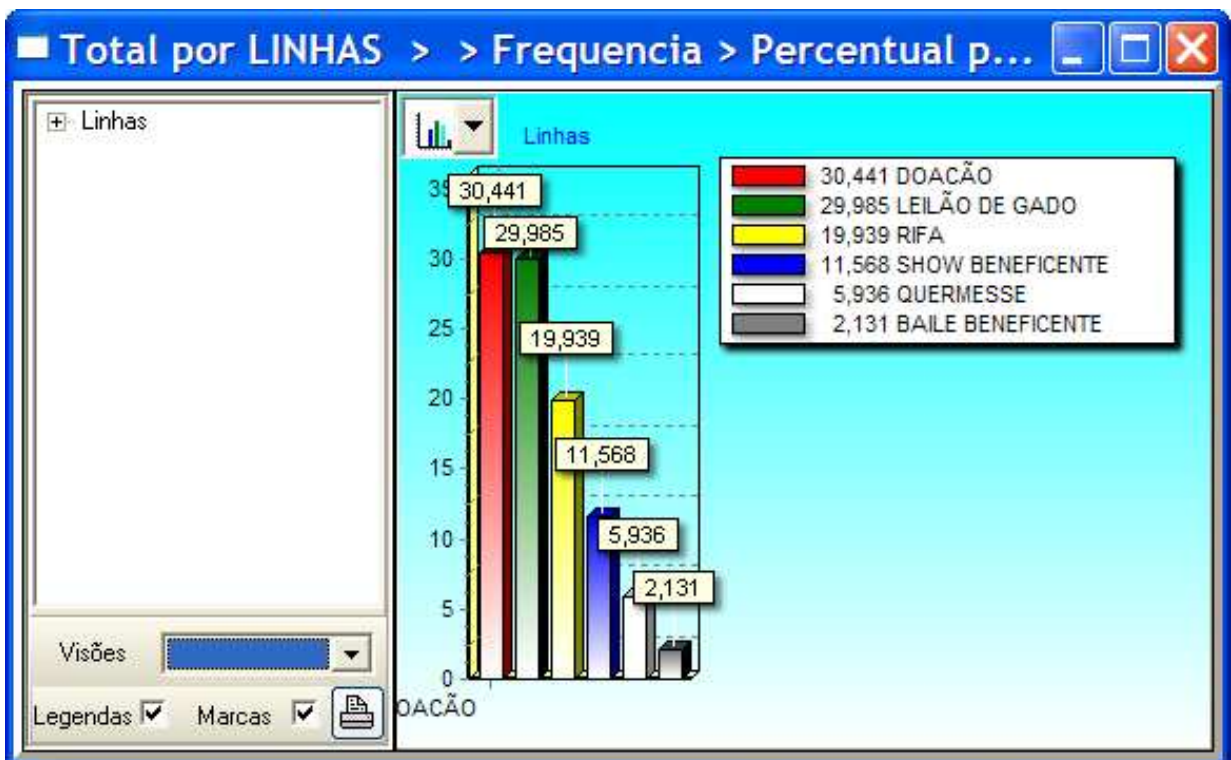 Total por LINHAS > > Frequencia > Percentual p...
Linhas
Visões
Legendas
Marcas
Linhas
30,441
29,985
19,939
11,568
5,936
2,131
30
25
20
15
10
5
0
OACÃO
30,441 DOACÃO
29,985 LEILÃO DE GADO
19,939 RIFA
11,568 SHOW BENEFICENTE
5,936 QUERMESSE
2,131 BAILE BENEFICENTE